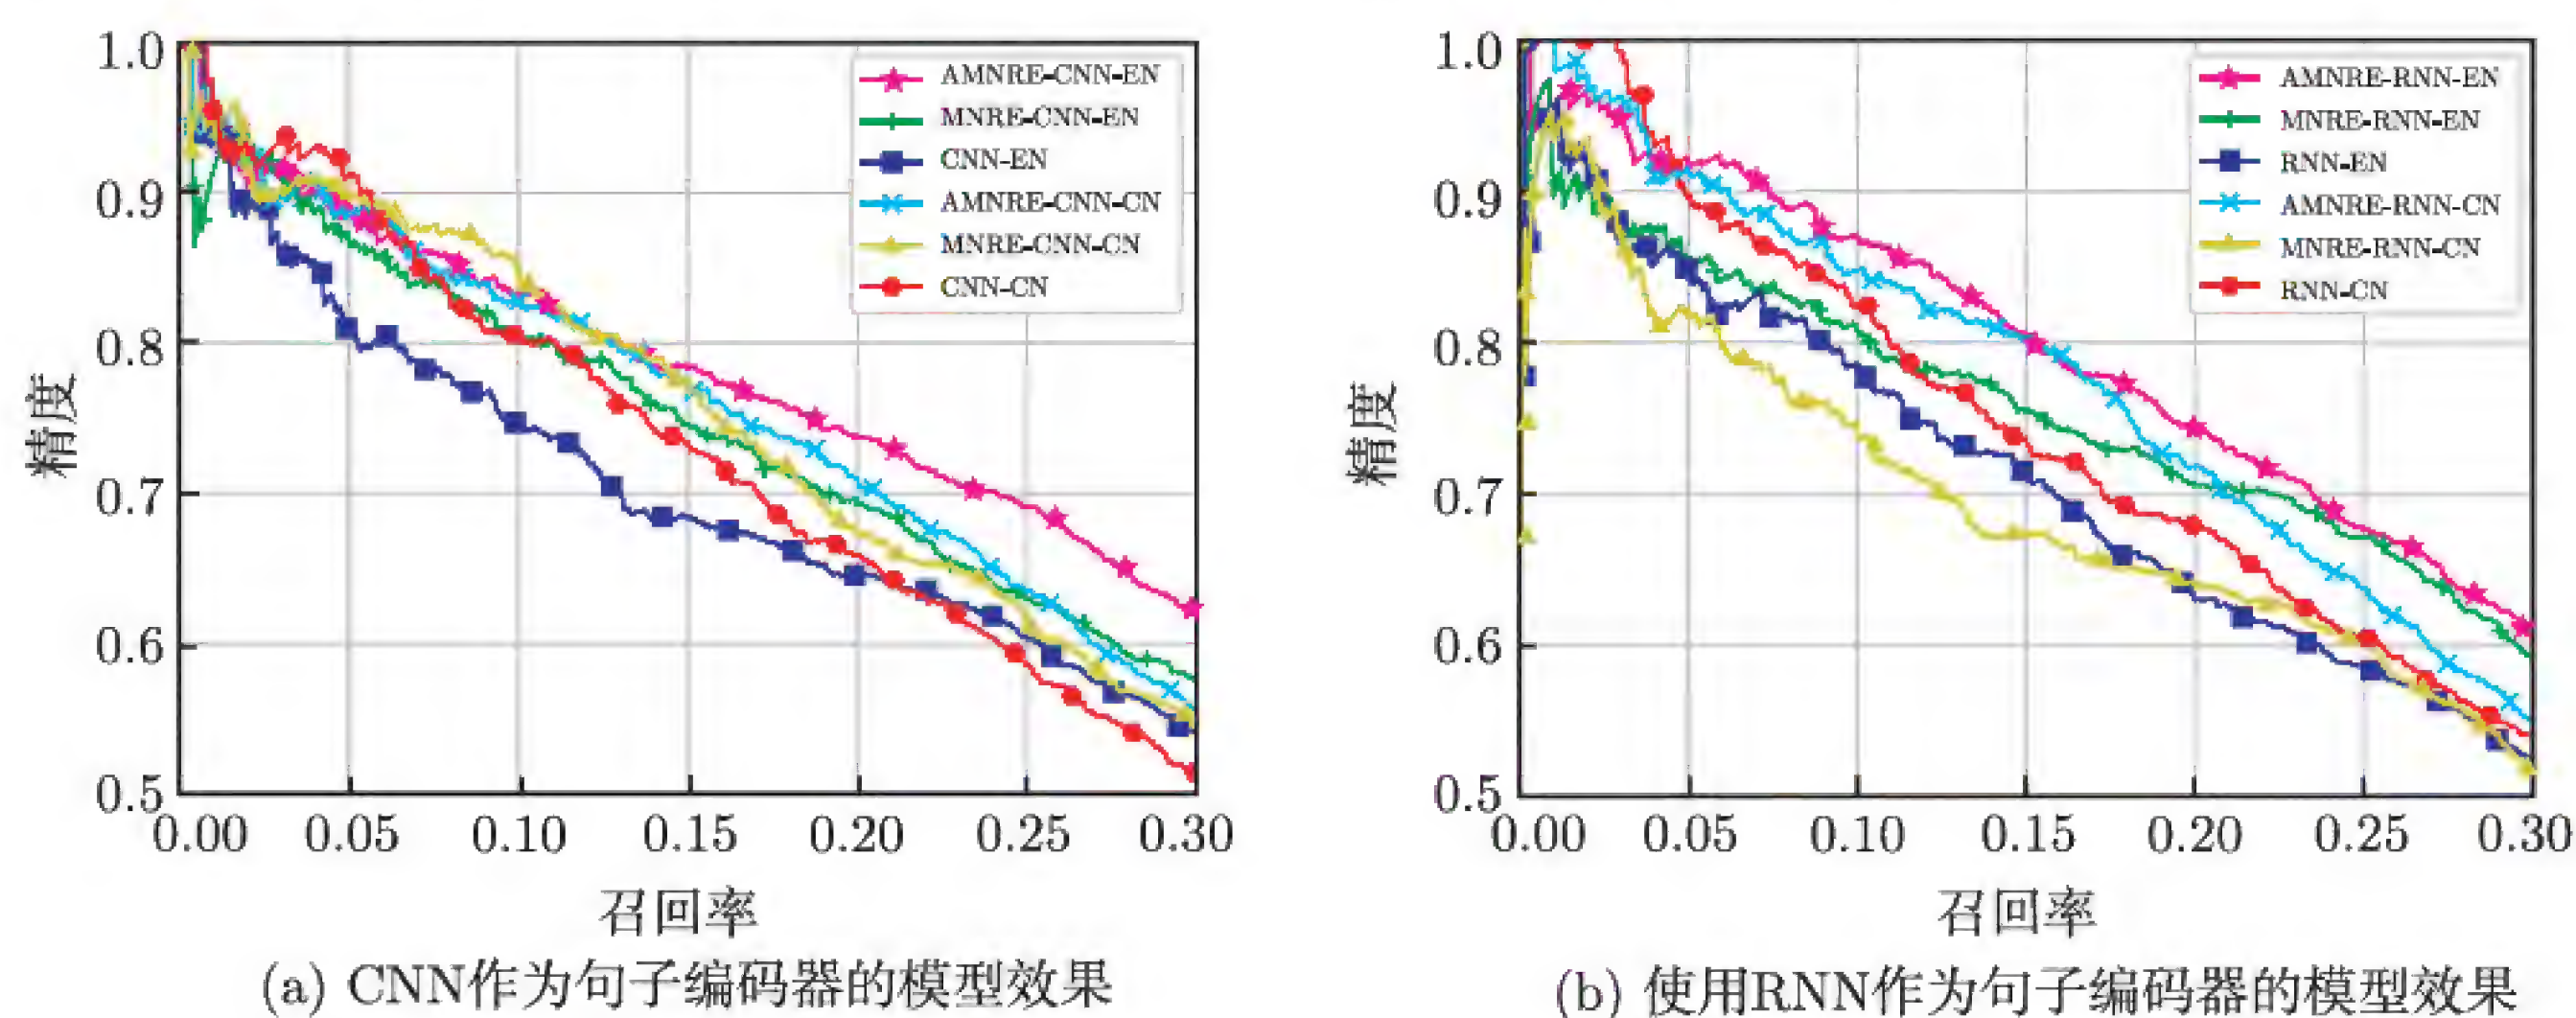 1.0
0.9
0.8
0.7
0.6
0.5
精度
AMNRE-CNN-EN
MNRE-CNN-EN
CNN-EN
AMNRE-CNN-CN
MNRE-CNN-CN
CNN-CN
0.00 0.05 0.10 0.15 0.20 0.25 0.30
召回率
(a) CNN作为句子编码器的模型效果
1.0
0.9
0.8
0.7
0.6
0.5
精度
AMNRE-RNN-EN
MNRE-RNN-EN
RNN-EN
AMNRE-RNN-CN
MNRE-RNN-CN
RNN-CN
0.00 0.05 0.10 0.15 0.20 0.25 0.30
召回率
(b) 使用RNN作为句子编码器的模型效果